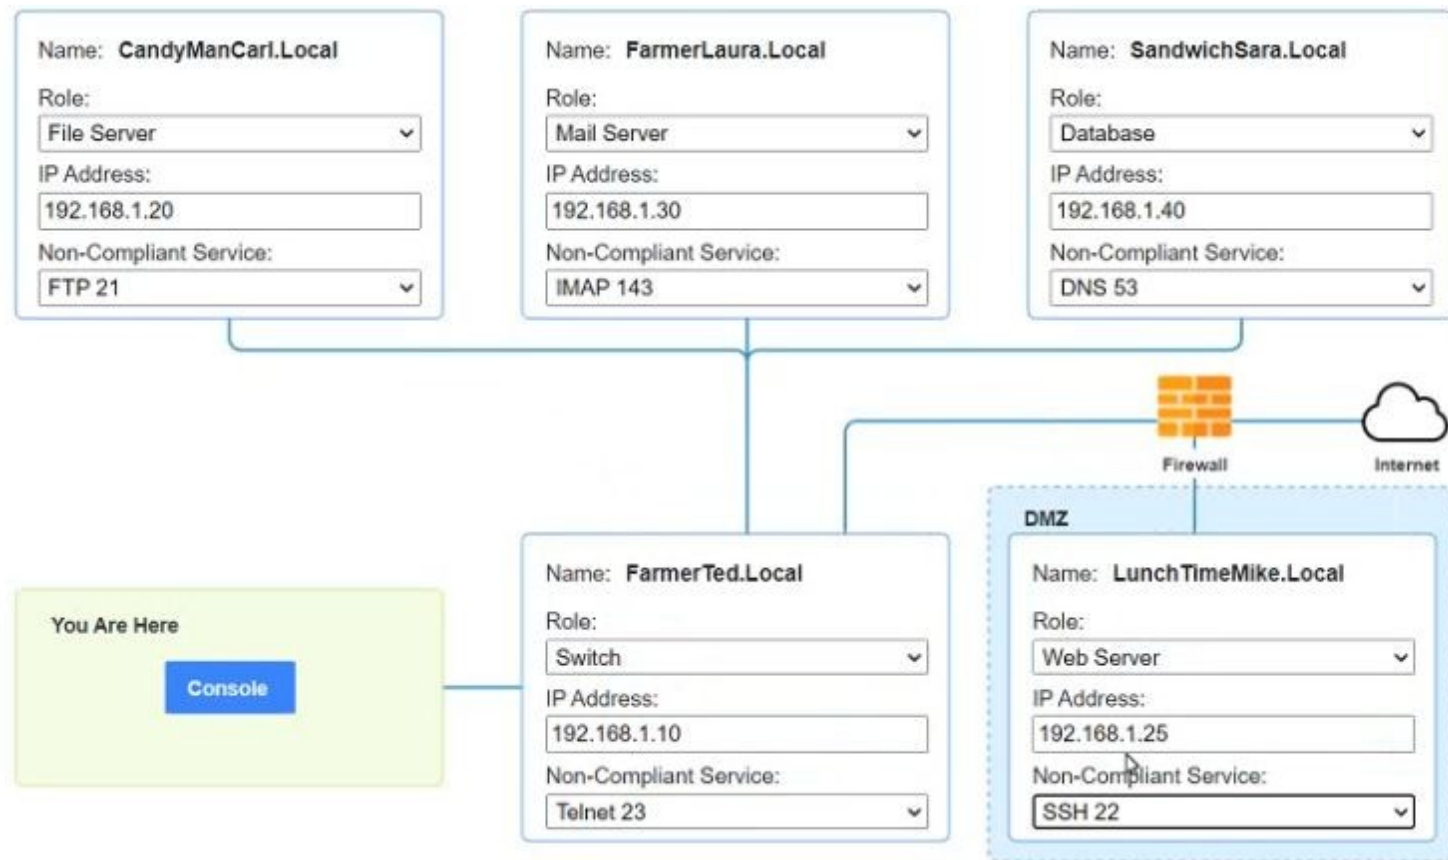 Name: CandyManCarl.Local
Role:
File Server
IP Address:
192.168.1.20
Non-Compliant Service:
FTP 21
Name: FarmerLaura.Local
Role:
Mail Server
IP Address:
192.168.1.30
Non-Compliant Service:
IMAP 143
Name: SandwichSara.Local
Role:
Database
IP Address:
192.168.1.40
Non-Compliant Service:
DNS 53
Firewall
Internet
You Are Here
Console
Name: FarmerTed.Local
Role:
Switch
IP Address:
192.168.1.10
Non-Compliant Service:
Telnet 23
DMZ
Name: LunchTimeMike.Local
Role:
Web Server
IP Address:
192.168.1.25
Non-Compliant Service:
SSH 22